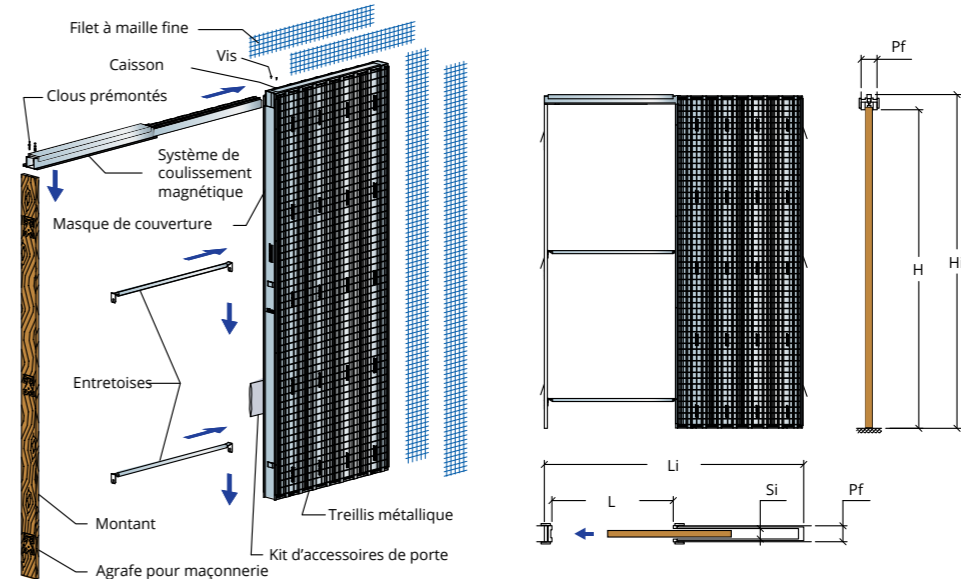 Filet à maille fine
Vis
Caisson
Clous prémontés
Système de
coulissement
magnétique
Masque de couverture
Entretoises
Montant
Agrafe pour maçonnerie
Treillis métallique
Kit d'accessoires de porte
Pf
H
Hi
Li
L
Si
Pf